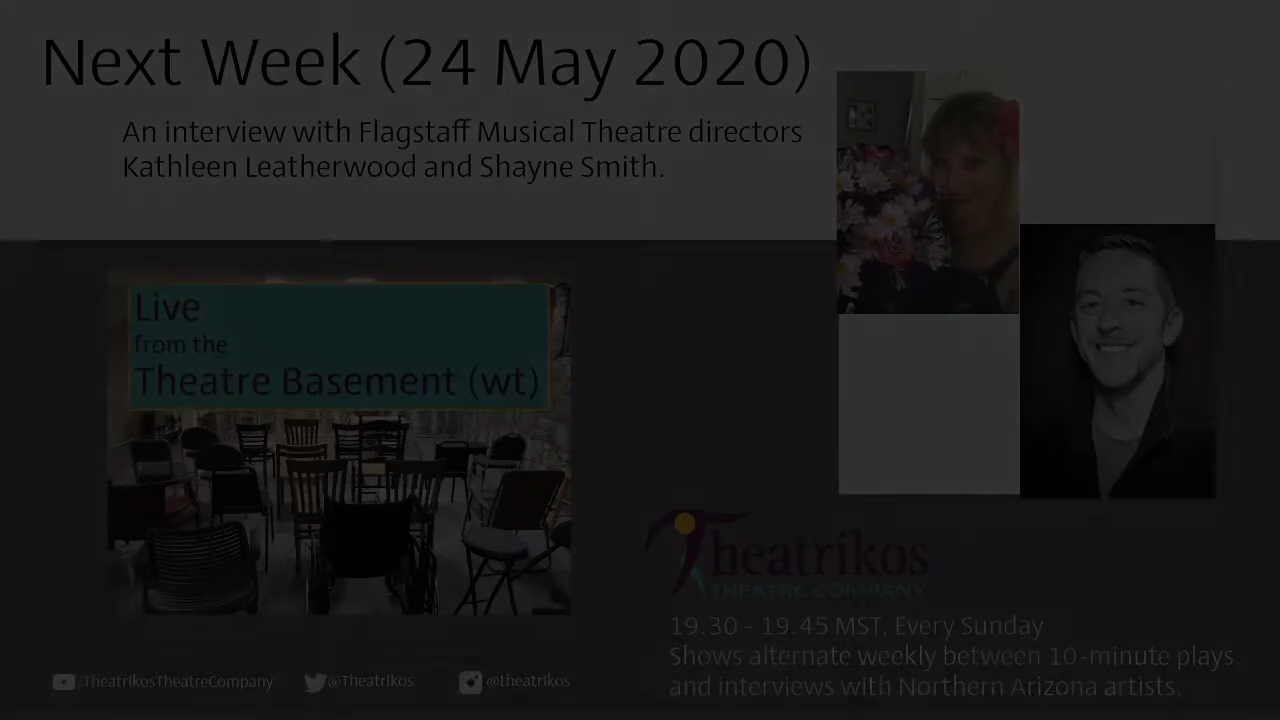 Next Week (24 May 2020)
An interview with Flagstaff Musical Theatre directors
Kathleen Leatherwood and Shayne Smith.
Live
from the
Theatre Basement (wt)
Theatrikos
THEATRE COMPANY
19.30 - 19.45 MST, Every Sunday
Shows alternate weekly between 10-minute plays
and interviews with Northern Arizona artists.
/TheatrikosTheatreCompany @Theatrikos @theatrikos